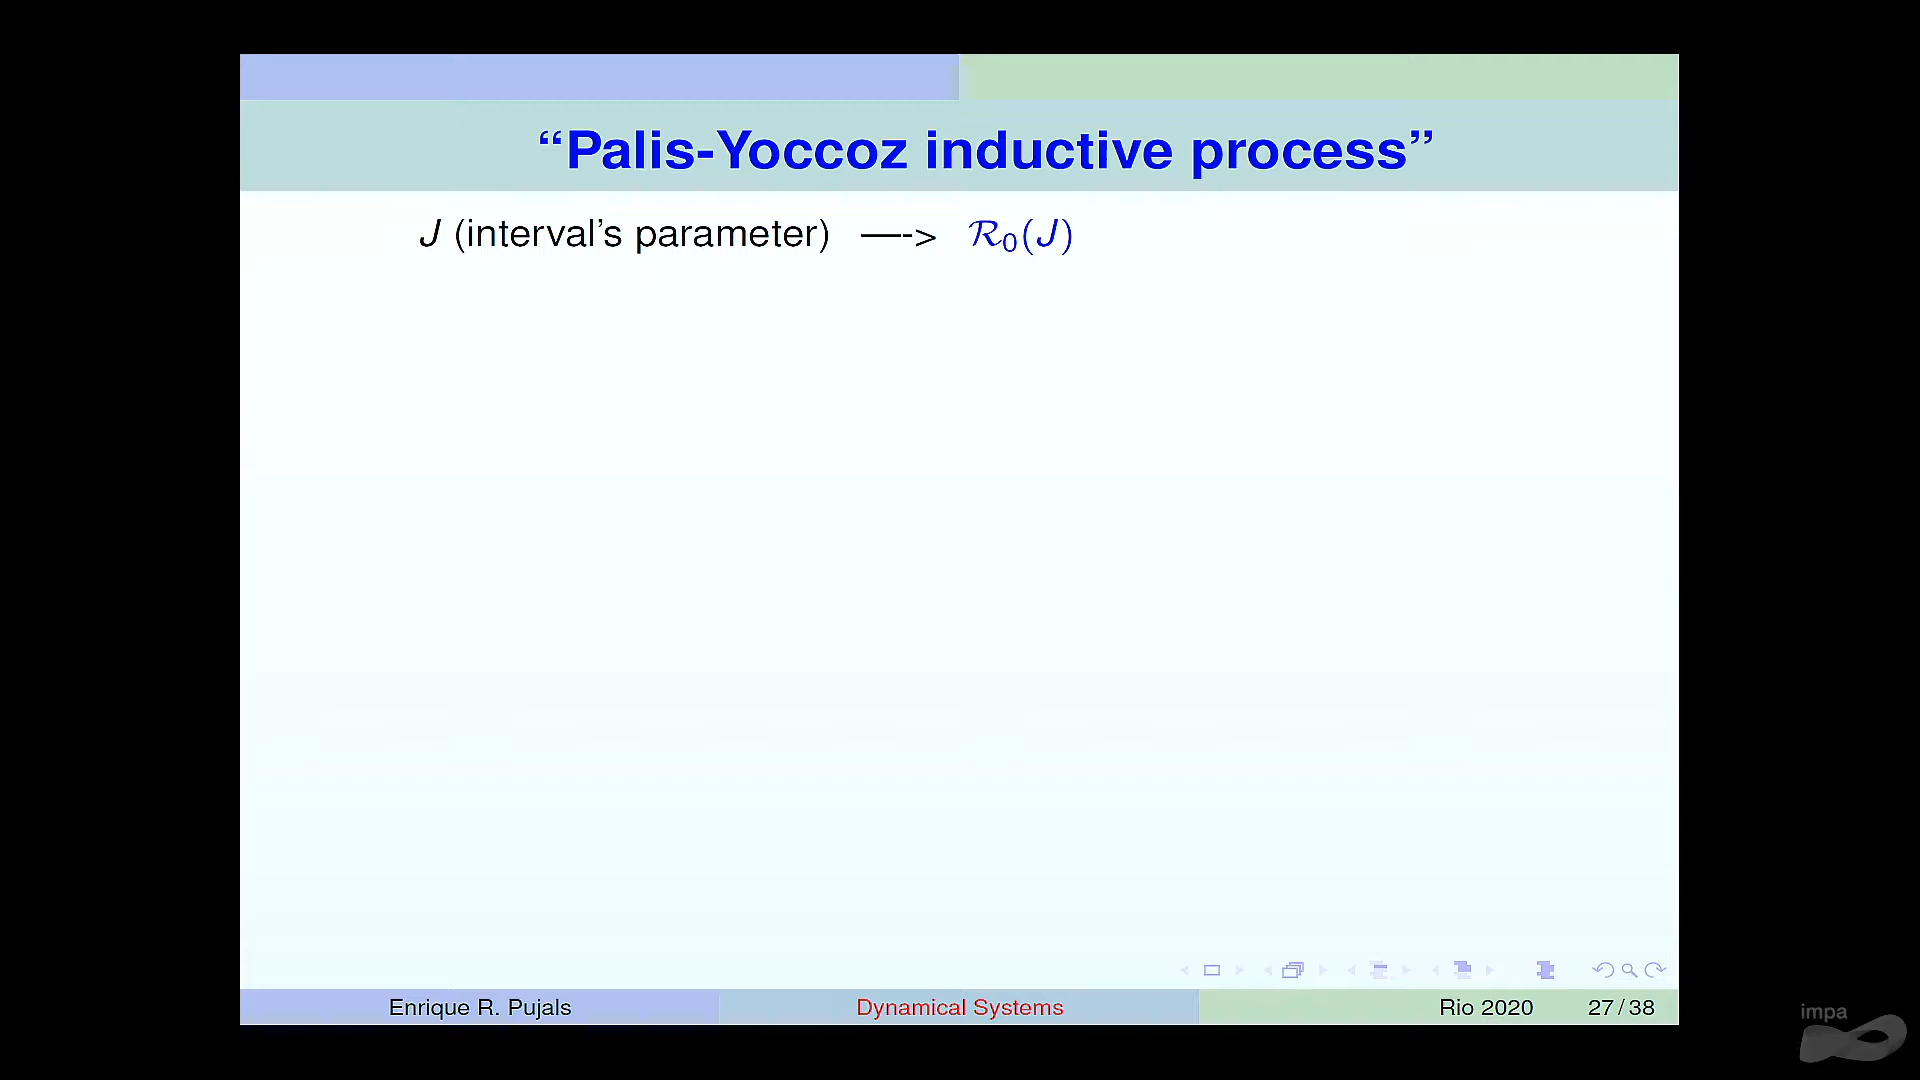 “Palis-Yoccoz inductive process”
J (interval’s parameter) —-> ℛ₀(J)
Enrique R. Pujals Dynamical Systems Rio 2020 27 / 38
impa